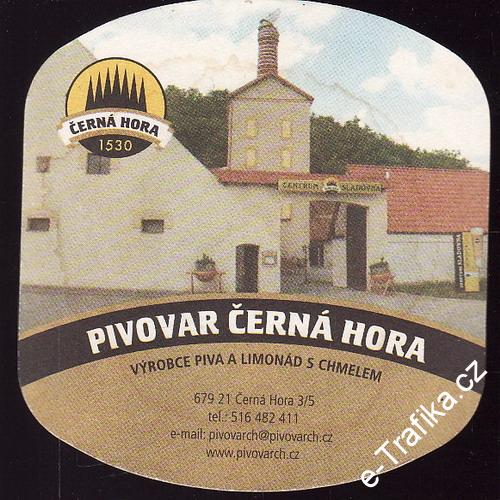 ČERNÁ HORA
1530
CENTRUM SLADOVNA
PIVOVAR ČERNÁ HORA
VÝROBCE PIVA A LIMONÁD S CHMELEM
679 21 Černá Hora 3/5
tel.: 516 482 411
e-mail: pivovarch@pivovarch.cz
www.pivovarch.cz
e-Trafika.cz